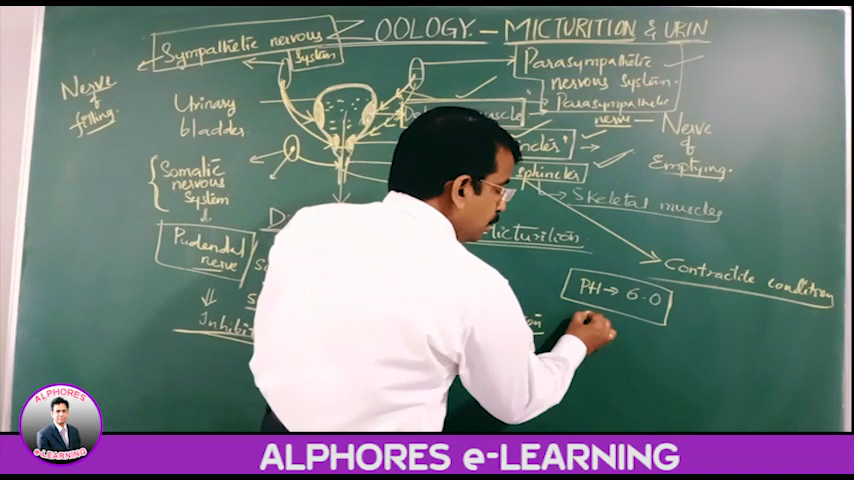 ZOOLOGY - MICTURITION & URIN
Sympathetic nervous
System
Nerve
of
filling.
Urinary
bladder
Somatic
nervous
System
Pudendal
nerve
Parasympathetic
nervous system.
Parasympathetic
nerve
Nerve
of
Emptying.
sphincter
Skeletal muscles
Micturition
Contractile condition
PH → 6.0
ALPHORES
e-LEARNING
ALPHORES e-LEARNING